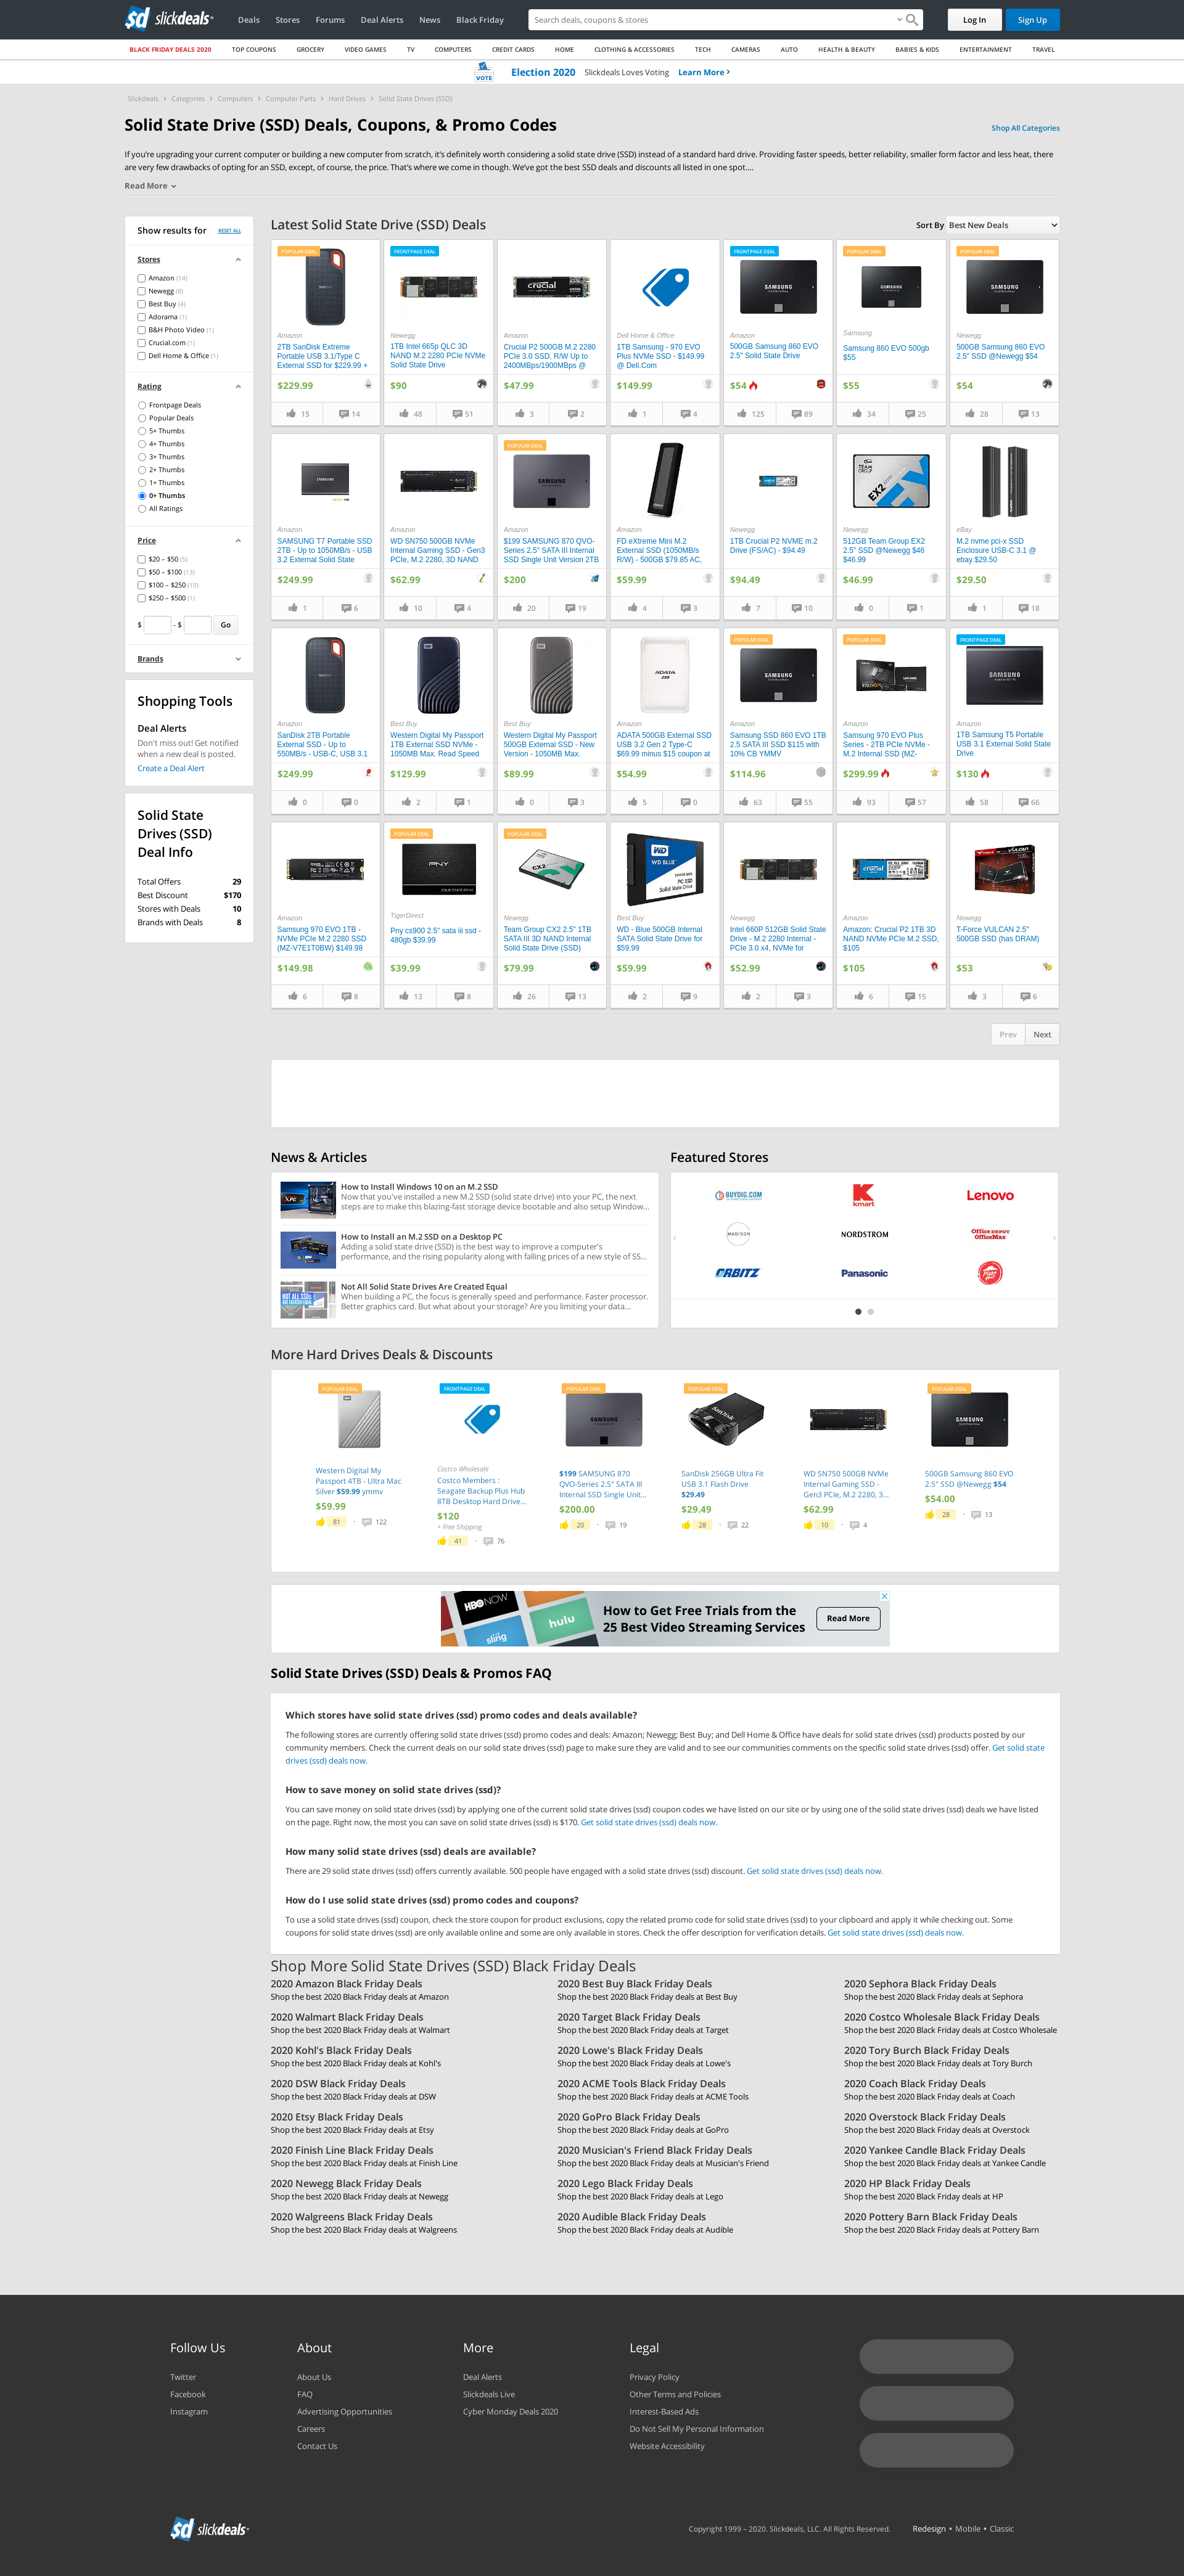 slickdeals
Deals Stores Forums Deal Alerts News Black Friday
Search deals, coupons & stores
Log In Sign Up
BLACK FRIDAY DEALS 2020 TOP COUPONS GROCERY VIDEO GAMES TV COMPUTERS CREDIT CARDS HOME CLOTHING & ACCESSORIES TECH CAMERAS AUTO HEALTH & BEAUTY BABIES & KIDS ENTERTAINMENT TRAVEL
VOTE Election 2020 Slickdeals Loves Voting Learn More ›
Slickdeals › Categories › Computers › Computer Parts › Hard Drives › Solid State Drives (SSD)
Solid State Drive (SSD) Deals, Coupons, & Promo Codes
Shop All Categories
If you're upgrading your current computer or building a new computer from scratch, it's definitely worth considering a solid state drive (SSD) instead of a standard hard drive. Providing faster speeds, better reliability, smaller form factor and less heat, there
are very few drawbacks of opting for an SSD, except, of course, the price. That's where we come in though. We've got the best SSD deals and discounts all listed in one spot....
Read More
Show results for RESET ALL
Stores
Amazon (14)
Newegg (8)
Best Buy (4)
Adorama (1)
B&H Photo Video (1)
Crucial.com (1)
Dell Home & Office (1)
Rating
Frontpage Deals
Popular Deals
5+ Thumbs
4+ Thumbs
3+ Thumbs
2+ Thumbs
1+ Thumbs
0+ Thumbs
All Ratings
Price
$20 – $50 (5)
$50 – $100 (13)
$100 – $250 (10)
$250 – $500 (1)
$ - $ Go
Brands
Shopping Tools
Deal Alerts
Don't miss out! Get notified
when a new deal is posted.
Create a Deal Alert
Solid State
Drives (SSD)
Deal Info
Total Offers 29
Best Discount $170
Stores with Deals 10
Brands with Deals 8
Latest Solid State Drive (SSD) Deals
Sort By Best New Deals
POPULAR DEAL
Amazon
2TB SanDisk Extreme
Portable USB 3.1/Type C
External SSD for $229.99 +
$229.99
15 14
FRONTPAGE DEAL
Newegg
1TB Intel 665p QLC 3D
NAND M.2 2280 PCIe NVMe
Solid State Drive
$90
48 51
crucial
Amazon
Crucial P2 500GB M.2 2280
PCIe 3.0 SSD, R/W Up to
2400MBps/1900MBps @
$47.99
3 2
Dell Home & Office
1TB Samsung - 970 EVO
Plus NVMe SSD - $149.99
@ Dell.Com
$149.99
1 4
FRONTPAGE DEAL
SAMSUNG
Amazon
500GB Samsung 860 EVO
2.5" Solid State Drive
$54
125 89
POPULAR DEAL
SAMSUNG
Samsung
Samsung 860 EVO 500gb
$55
$55
34 25
POPULAR DEAL
SAMSUNG
Newegg
500GB Samsung 860 EVO
2.5" SSD @Newegg $54
$54
28 13
Amazon
SAMSUNG T7 Portable SSD
2TB - Up to 1050MB/s - USB
3.2 External Solid State
$249.99
1 6
Amazon
WD SN750 500GB NVMe
Internal Gaming SSD - Gen3
PCIe, M.2 2280, 3D NAND
$62.99
10 4
POPULAR DEAL
SAMSUNG
Amazon
$199 SAMSUNG 870 QVO-
Series 2.5" SATA III Internal
SSD Single Unit Version 2TB
$200
20 19
Amazon
FD eXtreme Mini M.2
External SSD (1050MB/s
R/W) - 500GB $79.85 AC,
$59.99
4 3
Newegg
1TB Crucial P2 NVME m.2
Drive (FS/AC) - $94.49
$94.49
7 10
TEAMGROUP EX2
Newegg
512GB Team Group EX2
2.5" SSD @Newegg $46
$46.99
$46.99
0 1
eBay
M.2 nvme pci-x SSD
Enclosure USB-C 3.1 @
ebay $29.50
$29.50
1 18
Amazon
SanDisk 2TB Portable
External SSD - Up to
550MB/s - USB-C, USB 3.1
$249.99
0 0
WD
Best Buy
Western Digital My Passport
1TB External SSD NVMe -
1050MB Max. Read Speed
$129.99
2 1
WD
Best Buy
Western Digital My Passport
500GB External SSD - New
Version - 1050MB Max.
$89.99
0 3
ADATA
Amazon
ADATA 500GB External SSD
USB 3.2 Gen 2 Type-C
$69.99 minus $15 coupon at
$54.99
5 0
POPULAR DEAL
SAMSUNG
Amazon
Samsung SSD 860 EVO 1TB
2.5 SATA III SSD $115 with
10% CB YMMV
$114.96
63 55
POPULAR DEAL
Amazon
Samsung 970 EVO Plus
Series - 2TB PCIe NVMe -
M.2 Internal SSD (MZ-
$299.99
93 57
FRONTPAGE DEAL
SAMSUNG
Amazon
1TB Samsung T5 Portable
USB 3.1 External Solid State
Drive
$130
58 66
Amazon
Samsung 970 EVO 1TB -
NVMe PCIe M.2 2280 SSD
(MZ-V7E1T0BW) $149.98
$149.98
6 8
POPULAR DEAL
PNY
TigerDirect
Pny cs900 2.5" sata iii ssd -
480gb $39.99
$39.99
13 8
POPULAR DEAL
CX2
Newegg
Team Group CX2 2.5" 1TB
SATA III 3D NAND Internal
Solid State Drive (SSD)
$79.99
26 13
WD BLUE
Best Buy
WD - Blue 500GB Internal
SATA Solid State Drive for
$59.99
$59.99
2 9
Newegg
Intel 660P 512GB Solid State
Drive - M.2 2280 Internal -
PCIe 3.0 x4, NVMe for
$52.99
2 3
crucial
Amazon
Amazon: Crucial P2 1TB 3D
NAND NVMe PCIe M.2 SSD,
$105
$105
6 15
VULCAN
Newegg
T-Force VULCAN 2.5"
500GB SSD (has DRAM)
$53
3 6
Prev Next
News & Articles
How to Install Windows 10 on an M.2 SSD
Now that you've installed a new M.2 SSD (solid state drive) into your PC, the next
steps are to make this blazing-fast storage device bootable and also setup Window...
How to Install an M.2 SSD on a Desktop PC
Adding a solid state drive (SSD) is the best way to improve a computer's
performance, and the rising popularity along with falling prices of a new style of SS...
NOT ALL SSDs ARE CREATED EQUAL
Not All Solid State Drives Are Created Equal
When building a PC, the focus is generally speed and performance. Faster processor.
Better graphics card. But what about your storage? Are you limiting your data...
Featured Stores
BUYDIG.COM kmart Lenovo
MADISON NORDSTROM Office DEPOT OfficeMax
ORBITZ Panasonic Pizza Hut
More Hard Drives Deals & Discounts
POPULAR DEAL
WD
Western Digital My
Passport 4TB - Ultra Mac
Silver $59.99 ymmv
$59.99
81 · 122
FRONTPAGE DEAL
Costco Wholesale
Costco Members :
Seagate Backup Plus Hub
8TB Desktop Hard Drive...
$120
+ Free Shipping
41 · 76
POPULAR DEAL
SAMSUNG
$199 SAMSUNG 870
QVO-Series 2.5" SATA III
Internal SSD Single Unit...
$200.00
20 · 19
POPULAR DEAL
SanDisk
SanDisk 256GB Ultra Fit
USB 3.1 Flash Drive
$29.49
$29.49
28 · 22
WD SN750 500GB NVMe
Internal Gaming SSD -
Gen3 PCIe, M.2 2280, 3...
$62.99
10 · 4
POPULAR DEAL
SAMSUNG
500GB Samsung 860 EVO
2.5" SSD @Newegg $54
$54.00
28 · 13
HBO NOW hulu sling
How to Get Free Trials from the
25 Best Video Streaming Services
Read More
Solid State Drives (SSD) Deals & Promos FAQ
Which stores have solid state drives (ssd) promo codes and deals available?
The following stores are currently offering solid state drives (ssd) promo codes and deals: Amazon; Newegg; Best Buy; and Dell Home & Office have deals for solid state drives (ssd) products posted by our
community members. Check the current deals on our solid state drives (ssd) page to make sure they are valid and to see our communities comments on the specific solid state drives (ssd) offer. Get solid state
drives (ssd) deals now.
How to save money on solid state drives (ssd)?
You can save money on solid state drives (ssd) by applying one of the current solid state drives (ssd) coupon codes we have listed on our site or by using one of the solid state drives (ssd) deals we have listed
on the page. Right now, the most you can save on solid state drives (ssd) is $170. Get solid state drives (ssd) deals now.
How many solid state drives (ssd) deals are available?
There are 29 solid state drives (ssd) offers currently available. 500 people have engaged with a solid state drives (ssd) discount. Get solid state drives (ssd) deals now.
How do I use solid state drives (ssd) promo codes and coupons?
To use a solid state drives (ssd) coupon, check the store coupon for product exclusions, copy the related promo code for solid state drives (ssd) to your clipboard and apply it while checking out. Some
coupons for solid state drives (ssd) are only available online and some are only available in stores. Check the offer description for verification details. Get solid state drives (ssd) deals now.
Shop More Solid State Drives (SSD) Black Friday Deals
2020 Amazon Black Friday Deals 2020 Best Buy Black Friday Deals 2020 Sephora Black Friday Deals
Shop the best 2020 Black Friday deals at Amazon Shop the best 2020 Black Friday deals at Best Buy Shop the best 2020 Black Friday deals at Sephora
2020 Walmart Black Friday Deals 2020 Target Black Friday Deals 2020 Costco Wholesale Black Friday Deals
Shop the best 2020 Black Friday deals at Walmart Shop the best 2020 Black Friday deals at Target Shop the best 2020 Black Friday deals at Costco Wholesale
2020 Kohl's Black Friday Deals 2020 Lowe's Black Friday Deals 2020 Tory Burch Black Friday Deals
Shop the best 2020 Black Friday deals at Kohl's Shop the best 2020 Black Friday deals at Lowe's Shop the best 2020 Black Friday deals at Tory Burch
2020 DSW Black Friday Deals 2020 ACME Tools Black Friday Deals 2020 Coach Black Friday Deals
Shop the best 2020 Black Friday deals at DSW Shop the best 2020 Black Friday deals at ACME Tools Shop the best 2020 Black Friday deals at Coach
2020 Etsy Black Friday Deals 2020 GoPro Black Friday Deals 2020 Overstock Black Friday Deals
Shop the best 2020 Black Friday deals at Etsy Shop the best 2020 Black Friday deals at GoPro Shop the best 2020 Black Friday deals at Overstock
2020 Finish Line Black Friday Deals 2020 Musician's Friend Black Friday Deals 2020 Yankee Candle Black Friday Deals
Shop the best 2020 Black Friday deals at Finish Line Shop the best 2020 Black Friday deals at Musician's Friend Shop the best 2020 Black Friday deals at Yankee Candle
2020 Newegg Black Friday Deals 2020 Lego Black Friday Deals 2020 HP Black Friday Deals
Shop the best 2020 Black Friday deals at Newegg Shop the best 2020 Black Friday deals at Lego Shop the best 2020 Black Friday deals at HP
2020 Walgreens Black Friday Deals 2020 Audible Black Friday Deals 2020 Pottery Barn Black Friday Deals
Shop the best 2020 Black Friday deals at Walgreens Shop the best 2020 Black Friday deals at Audible Shop the best 2020 Black Friday deals at Pottery Barn
Follow Us
Twitter
Facebook
Instagram
About
About Us
FAQ
Advertising Opportunities
Careers
Contact Us
More
Deal Alerts
Slickdeals Live
Cyber Monday Deals 2020
Legal
Privacy Policy
Other Terms and Policies
Interest-Based Ads
Do Not Sell My Personal Information
Website Accessibility
slickdeals
Copyright 1999 – 2020. Slickdeals, LLC. All Rights Reserved. Redesign • Mobile • Classic